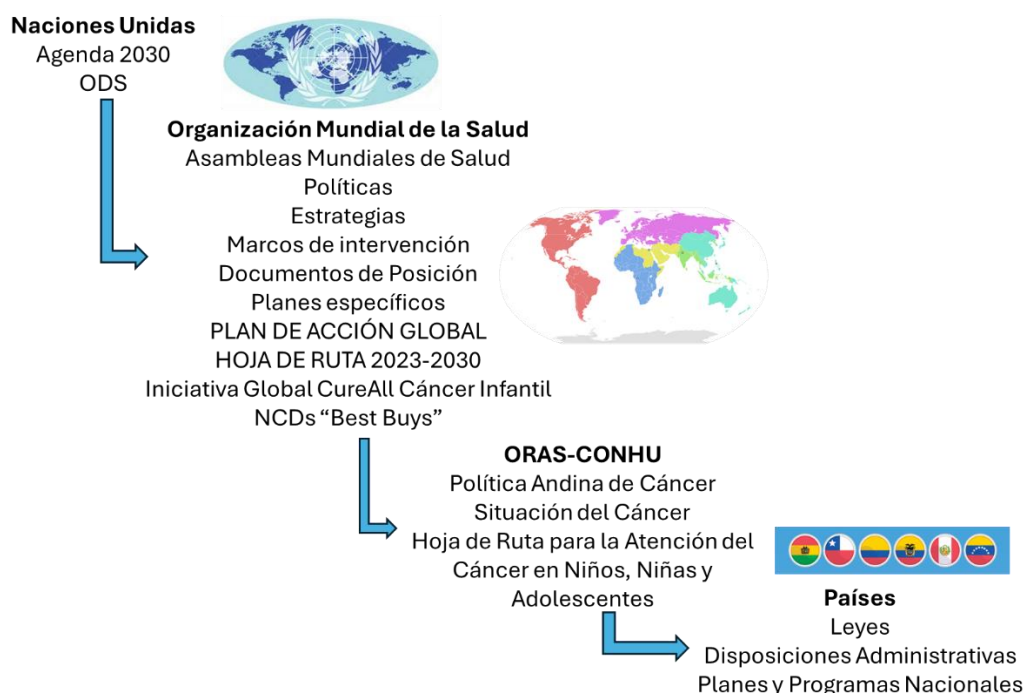 Naciones Unidas
Agenda 2030
ODS
Organización Mundial de la Salud
Asambleas Mundiales de Salud
Políticas
Estrategias
Marcos de intervención
Documentos de Posición
Planes específicos
PLAN DE ACCIÓN GLOBAL
HOJA DE RUTA 2023-2030
Iniciativa Global CureAll Cáncer Infantil
NCDs “Best Buys”
ORAS-CONHU
Política Andina de Cáncer
Situación del Cáncer
Hoja de Ruta para la Atención del
Cáncer en Niños, Niñas y
Adolescentes
Países
Leyes
Disposiciones Administrativas
Planes y Programas Nacionales